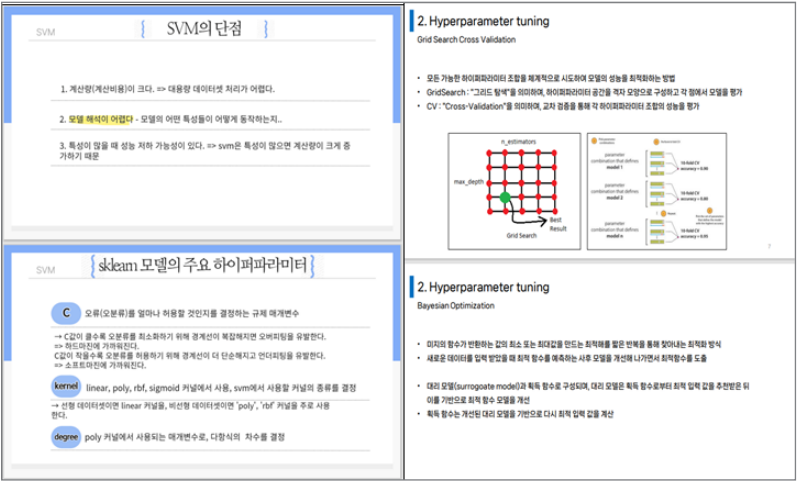 SVM
{ SVM의 단점 }
1. 계산량(계산비용)이 크다. => 대용량 데이터셋 처리가 어렵다.
2. 모델 해석이 어렵다 - 모델의 어떤 특성들이 어떻게 동작하는지..
3. 특성이 많을 때 성능 저하 가능성이 있다. => svm은 특성이 많으면 계산량이 크게 증
가하기 때문
SVM
{ sklearn 모델의 주요 하이퍼파라미터 }
C 오류(오분류)를 얼마나 허용할 것인지를 결정하는 규제 매개변수
→ C값이 클수록 오분류를 최소화하기 위해 경계선이 복잡해지면 오버피팅을 유발한다.
=> 하드마진에 가까워진다.
C값이 작을수록 오분류를 허용하기 위해 경계선이 더 단순해지고 언더피팅을 유발한다.
=> 소프트마진에 가까워진다.
kernel linear, poly, rbf, sigmoid 커널에서 사용, svm에서 사용할 커널의 종류를 결정
→ 선형 데이터셋이면 linear 커널을, 비선형 데이터셋이면 'poly', 'rbf' 커널을 주로 사용
한다.
degree poly 커널에서 사용되는 매개변수로, 다항식의 차수를 결정
2. Hyperparameter tuning
Grid Search Cross Validation
• 모든 가능한 하이퍼파라미터 조합을 체계적으로 시도하여 모델의 성능을 최적화하는 방법
• GridSearch : "그리드 탐색"을 의미하며, 하이퍼파라미터 공간을 격자 모양으로 구성하고 각 점에서 모델을 평가
• CV : "Cross-Validation"을 의미하며, 교차 검증을 통해 각 하이퍼파라미터 조합의 성능을 평가
n_estimators
max_depth
Best
Result
Grid Search
parameter
combination that defines
model 1
10-fold CV
accuracy = 0.90
parameter
combination that defines
model 2
10-fold CV
parameter
combination that defines
model n
10-fold CV
7
2. Hyperparameter tuning
Bayesian Optimization
• 미지의 함수가 반환하는 값의 최소 또는 최대값을 만드는 최적해를 짧은 반복을 통해 찾아내는 최적화 방식
• 새로운 데이터를 입력 받았을 때 최적 함수를 예측하는 사후 모델을 개선해 나가면서 최적함수를 도출
• 대리 모델(surrogoate model)과 획득 함수로 구성되며, 대리 모델은 획득 함수로부터 최적 입력 값을 추천받은 뒤
이를 기반으로 최적 함수 모델을 개선
• 획득 함수는 개선된 대리 모델을 기반으로 다시 최적 입력 값을 계산